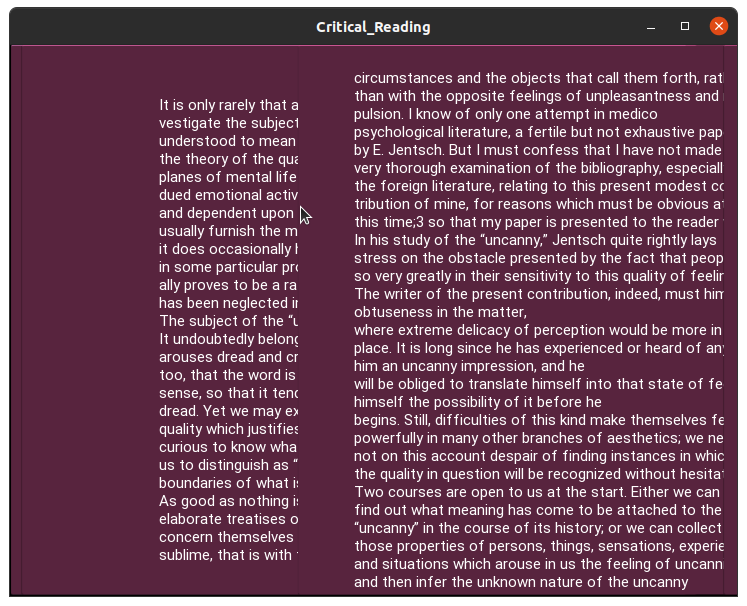 Critical_Reading
It is only rarely that a
vestigate the subject
understood to mean
the theory of the qua
planes of mental life
dued emotional activ
and dependent upon
usually furnish the m
it does occasionally h
in some particular pro
ally proves to be a ra
has been neglected in
The subject of the “u
It undoubtedly belong
arouses dread and cr
too, that the word is
sense, so that it tend
dread. Yet we may ex
quality which justifies
curious to know wha
us to distinguish as “
boundaries of what is
As good as nothing is
elaborate treatises o
concern themselves
sublime, that is with
circumstances and the objects that call them forth, rat
than with the opposite feelings of unpleasantness and
pulsion. I know of only one attempt in medico
psychological literature, a fertile but not exhaustive pap
by E. Jentsch. But I must confess that I have not made
very thorough examination of the bibliography, especiall
the foreign literature, relating to this present modest co
tribution of mine, for reasons which must be obvious at
this time;3 so that my paper is presented to the reader
In his study of the “uncanny,” Jentsch quite rightly lays
stress on the obstacle presented by the fact that peop
so very greatly in their sensitivity to this quality of feelin
The writer of the present contribution, indeed, must him
obtuseness in the matter,
where extreme delicacy of perception would be more in
place. It is long since he has experienced or heard of any
him an uncanny impression, and he
will be obliged to translate himself into that state of fe
himself the possibility of it before he
begins. Still, difficulties of this kind make themselves fe
powerfully in many other branches of aesthetics; we ne
not on this account despair of finding instances in whic
the quality in question will be recognized without hesitat
Two courses are open to us at the start. Either we can
find out what meaning has come to be attached to the
“uncanny” in the course of its history; or we can collect
those properties of persons, things, sensations, experie
and situations which arouse in us the feeling of uncann
and then infer the unknown nature of the uncanny